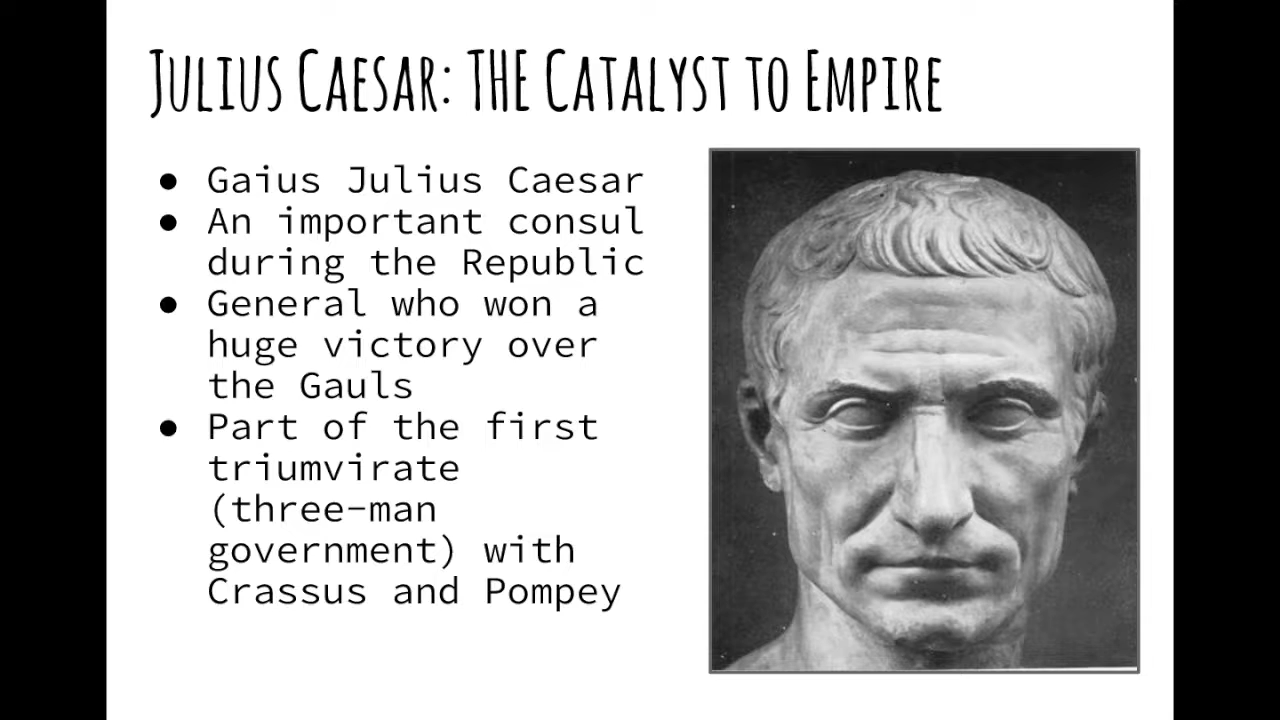 Julius Caesar: THE Catalyst to Empire
● Gaius Julius Caesar
● An important consul
during the Republic
● General who won a
huge victory over
the Gauls
● Part of the first
triumvirate
(three-man
government) with
Crassus and Pompey